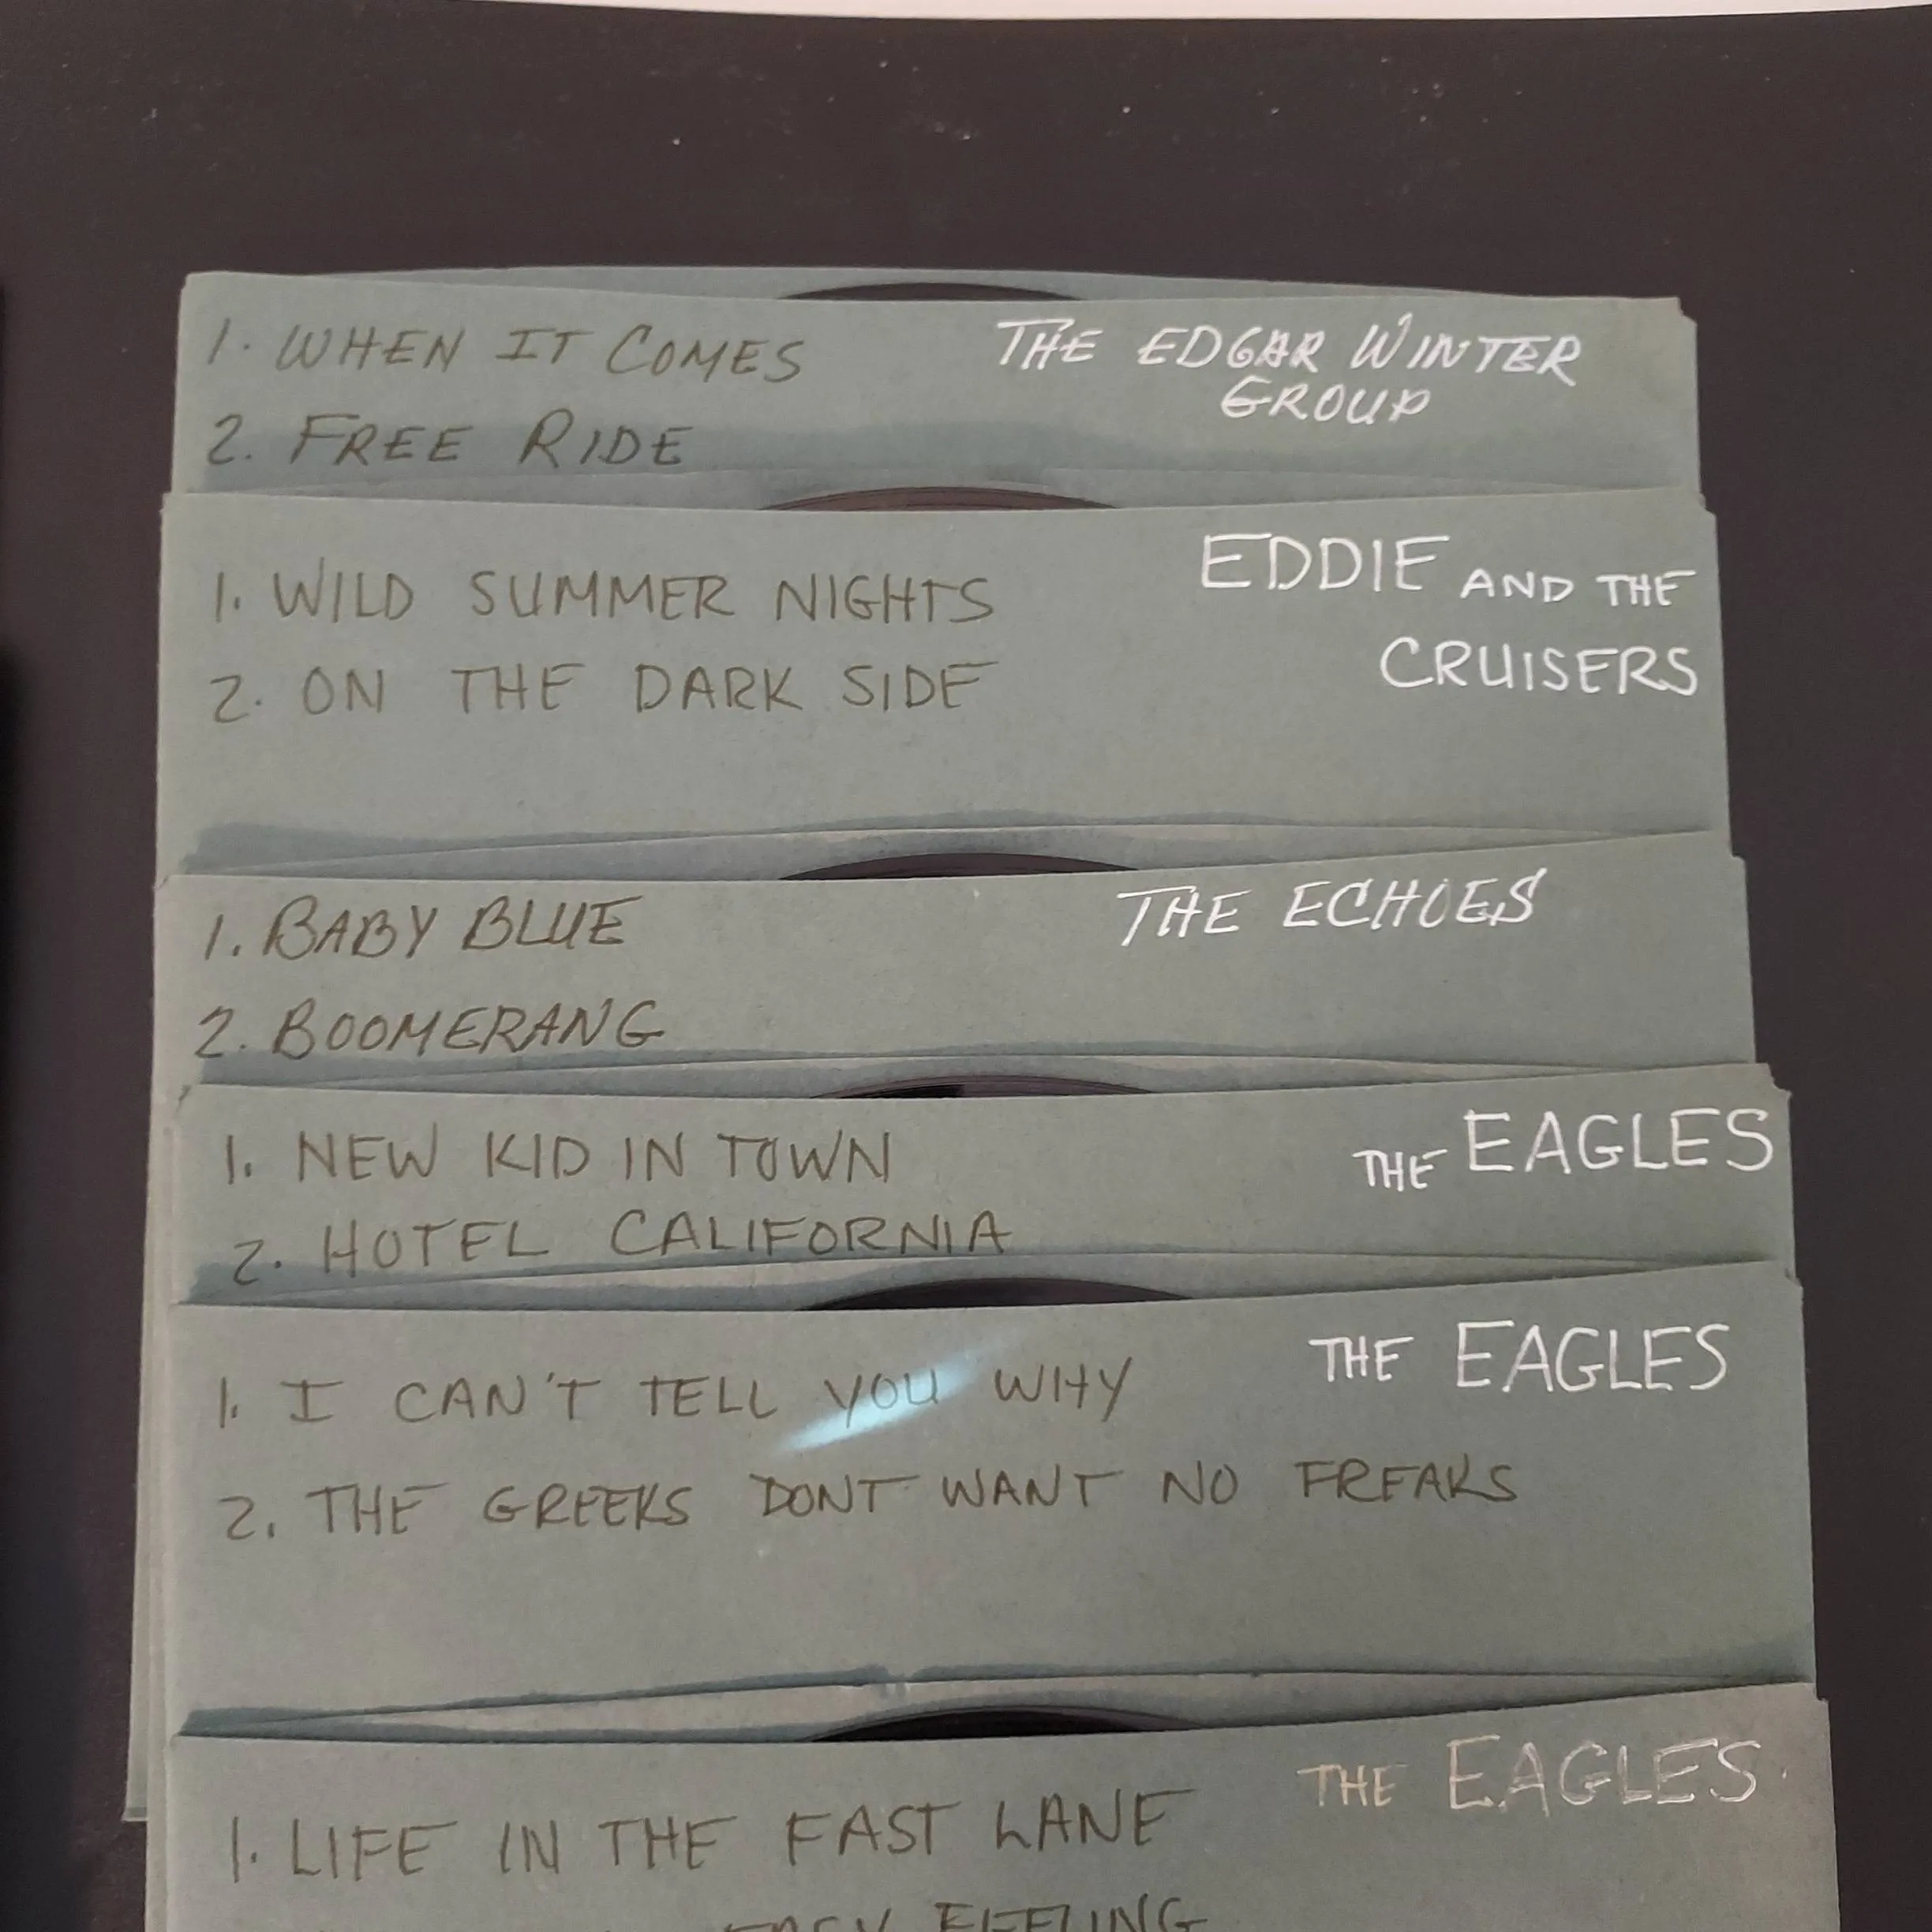 1. WHEN IT COMES
THE EDGAR WINTER
GROUP
2. FREE RIDE
1. WILD SUMMER NIGHTS
EDDIE AND THE
CRUISERS
2. ON THE DARK SIDE
1. BABY BLUE
THE ECHOES
2. BOOMERANG
1. NEW KID IN TOWN
THE EAGLES
2. HOTEL CALIFORNIA
THE EAGLES
1. I CAN'T TELL YOU WHY
2. THE GREEKS DONT WANT NO FREAKS
THE EAGLES
1. LIFE IN THE FAST LANE
EASY FEELING